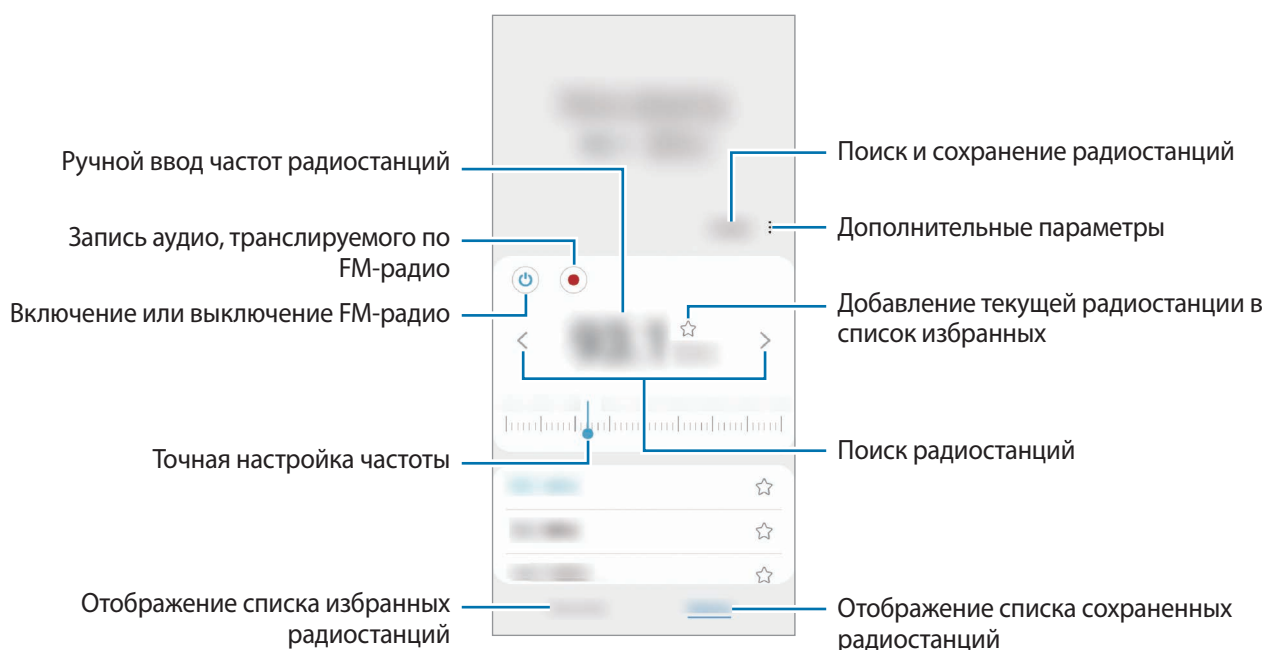 Ручной ввод частот радиостанций
Запись аудио, транслируемого по
FM-радио
Включение или выключение FM-радио
Точная настройка частоты
Отображение списка избранных
радиостанций
Поиск и сохранение радиостанций
Дополнительные параметры
93.1
Добавление текущей радиостанции в
список избранных
Поиск радиостанций
Отображение списка сохраненных
радиостанций